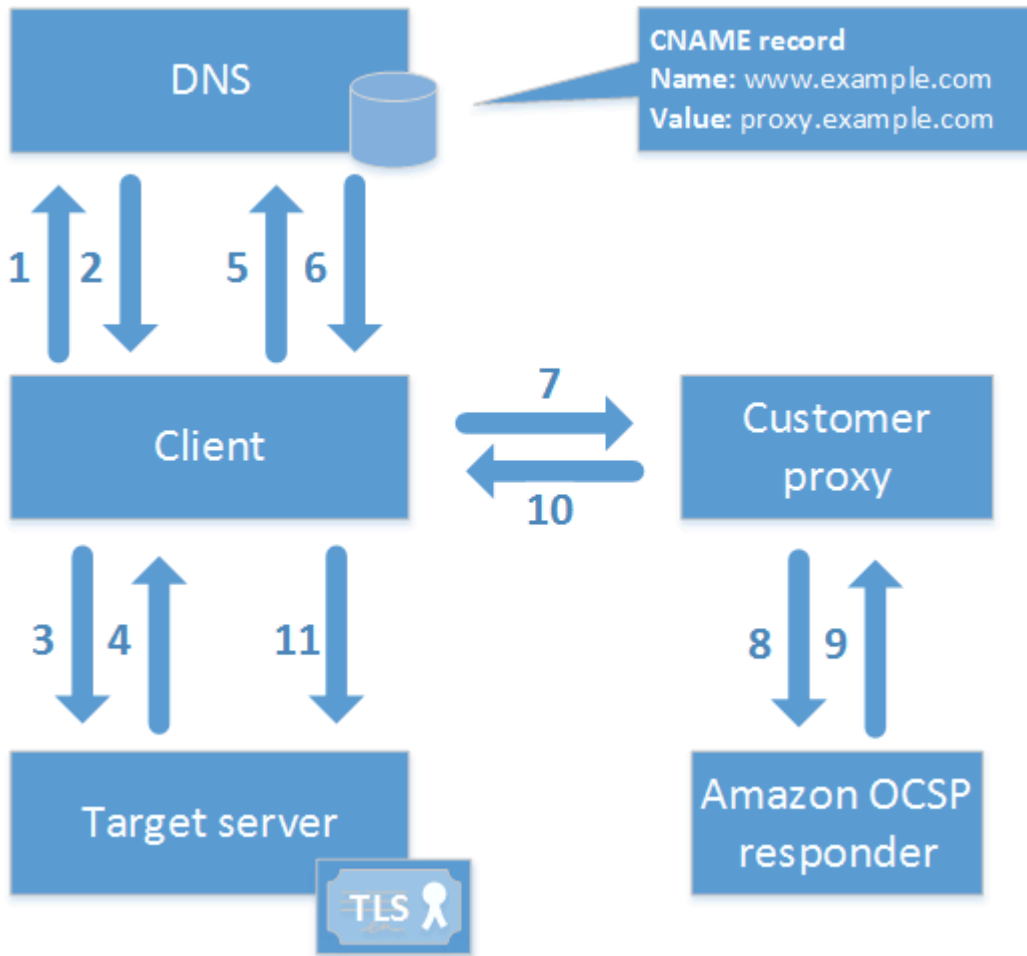 DNS
CNAME record
Name: www.example.com
Value: proxy.example.com
1
2
5
6
Client
7
10
Customer
proxy
3
4
11
8
9
Target server
TLS
Amazon OCSP
responder